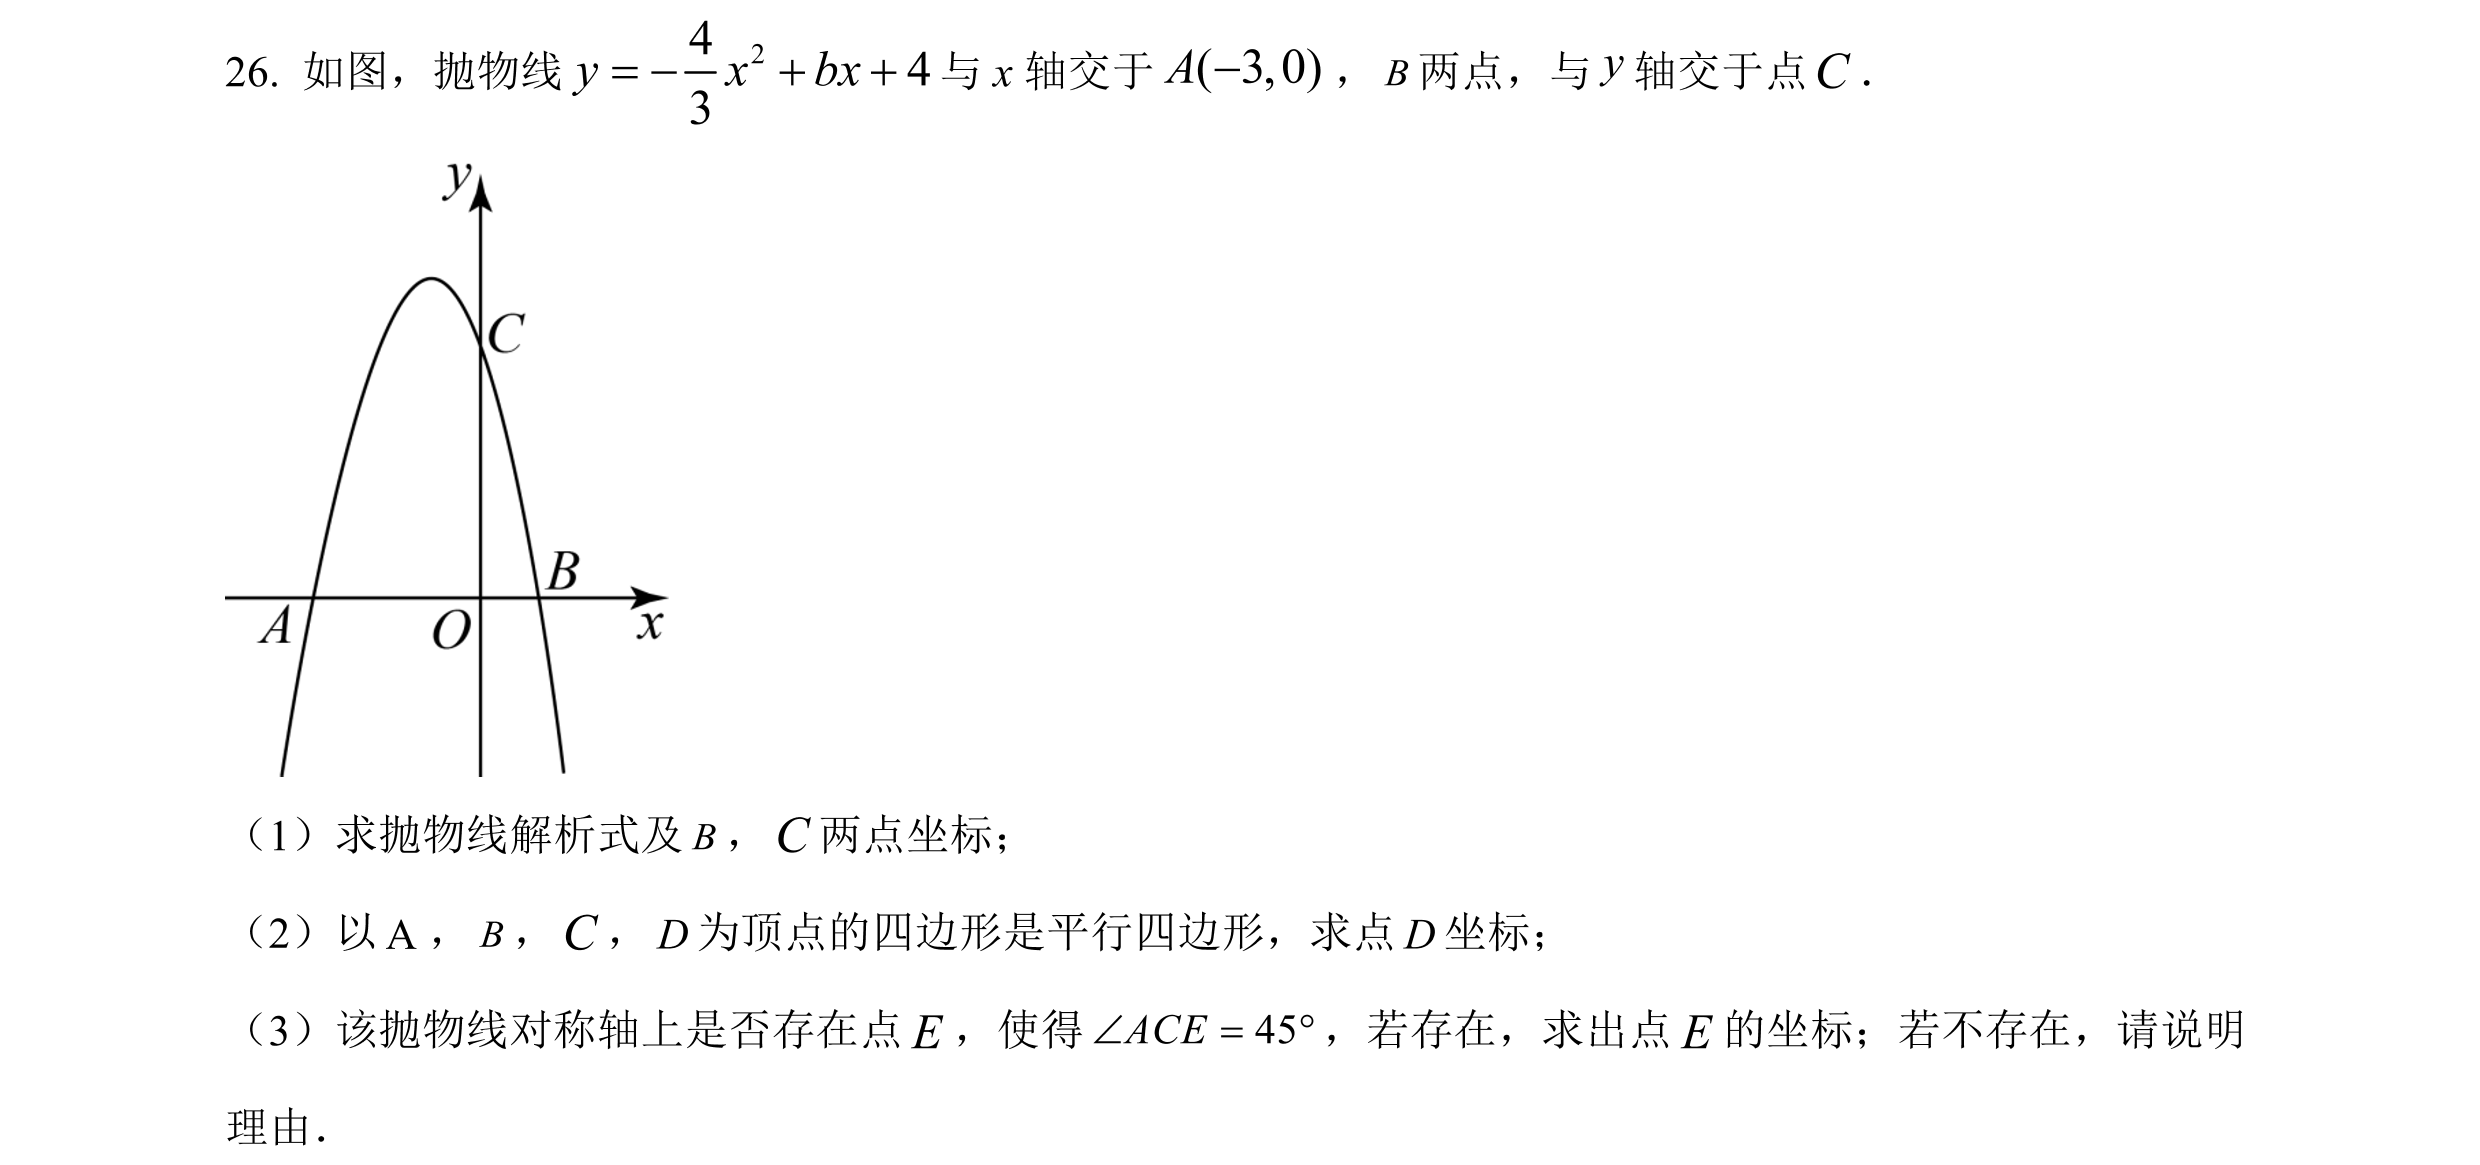 26. 如图，抛物线 y = -\frac{4}{3}x^2 + bx + 4 与 x 轴交于 A(-3,0)，B 两点，与 y 轴交于点 C．
y
C
B
A
O
x
（1）求抛物线解析式及 B，C 两点坐标；
（2）以 A，B，C，D 为顶点的四边形是平行四边形，求点 D 坐标；
（3）该抛物线对称轴上是否存在点 E，使得 ∠ACE = 45°，若存在，求出点 E 的坐标；若不存在，请说明
理由．